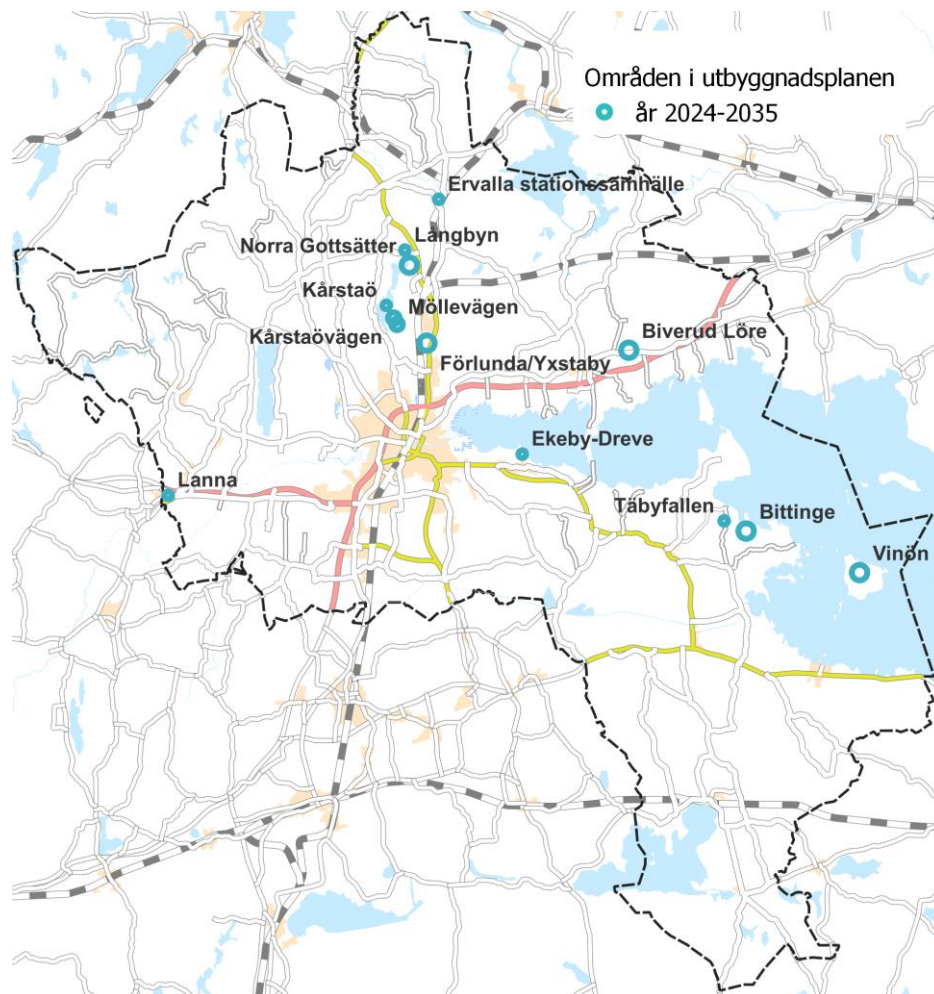 Områden i utbyggnadsplanen
år 2024-2035
Ervalla stationssamhälle
Långbyn
Norra Gottsätter
Kårstaö
Möllevägen
Kårstaövägen
Biverud Löre
Förlunda/Yxstaby
Ekeby-Dreve
Lanna
Täbyfallen
Bittinge
Vinön